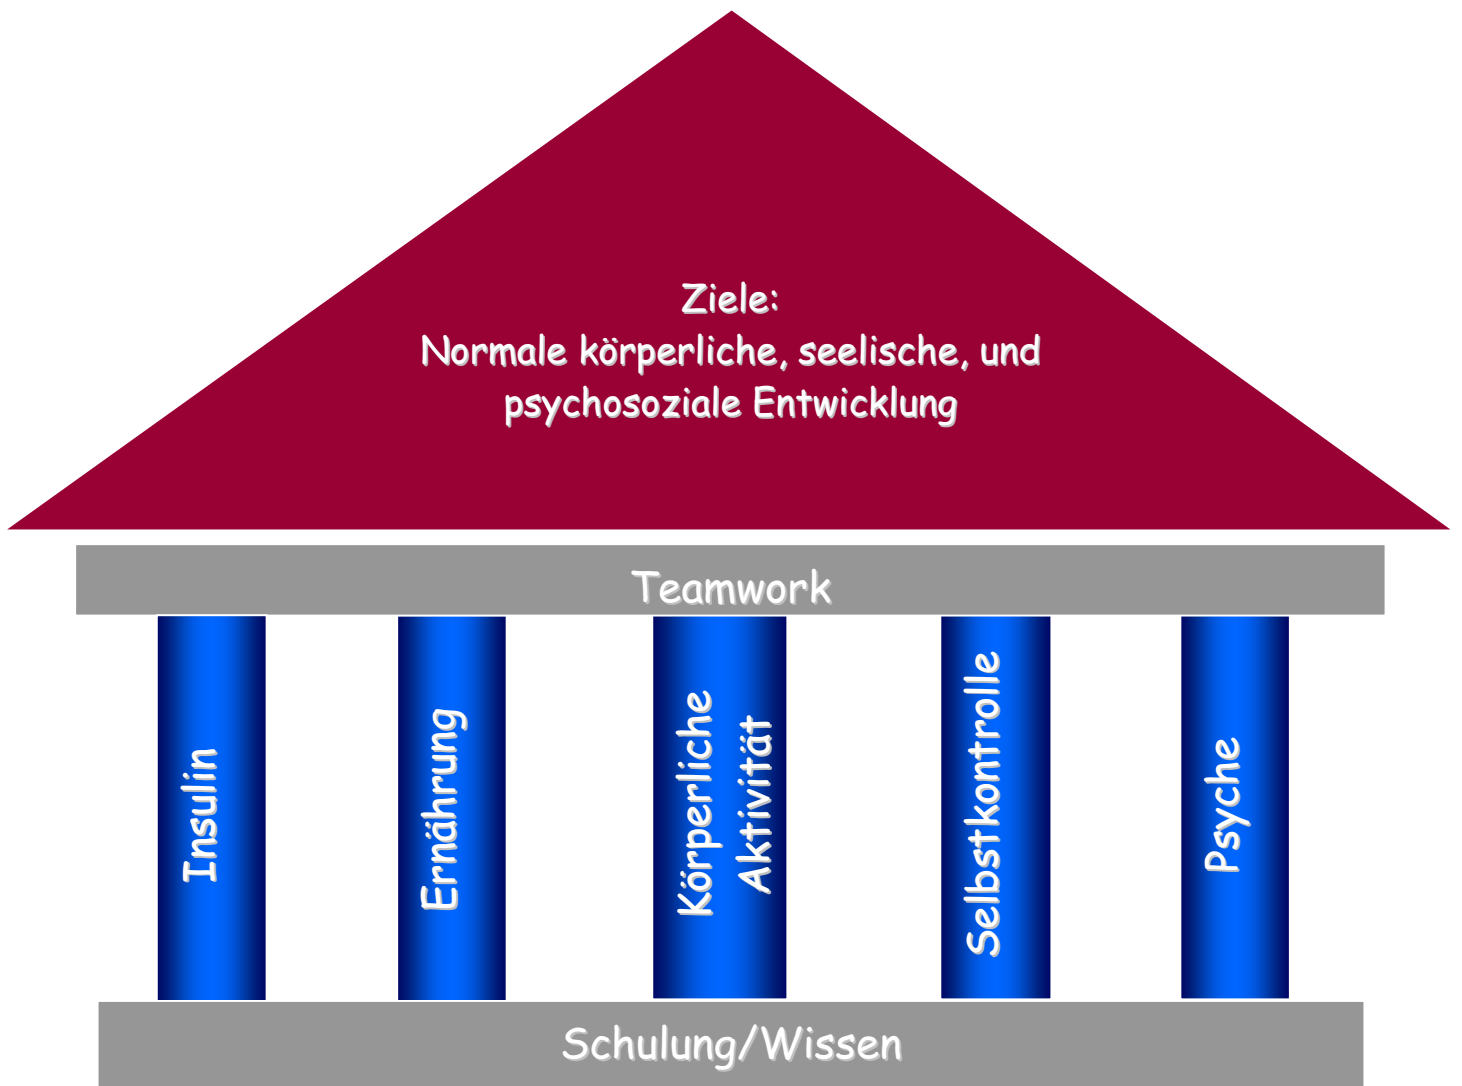 Ziele:
Normale körperliche, seelische, und
psychosoziale Entwicklung
Teamwork
Insulin
Ernährung
Körperliche
Aktivität
Selbstkontrolle
Psyche
Schulung/Wissen